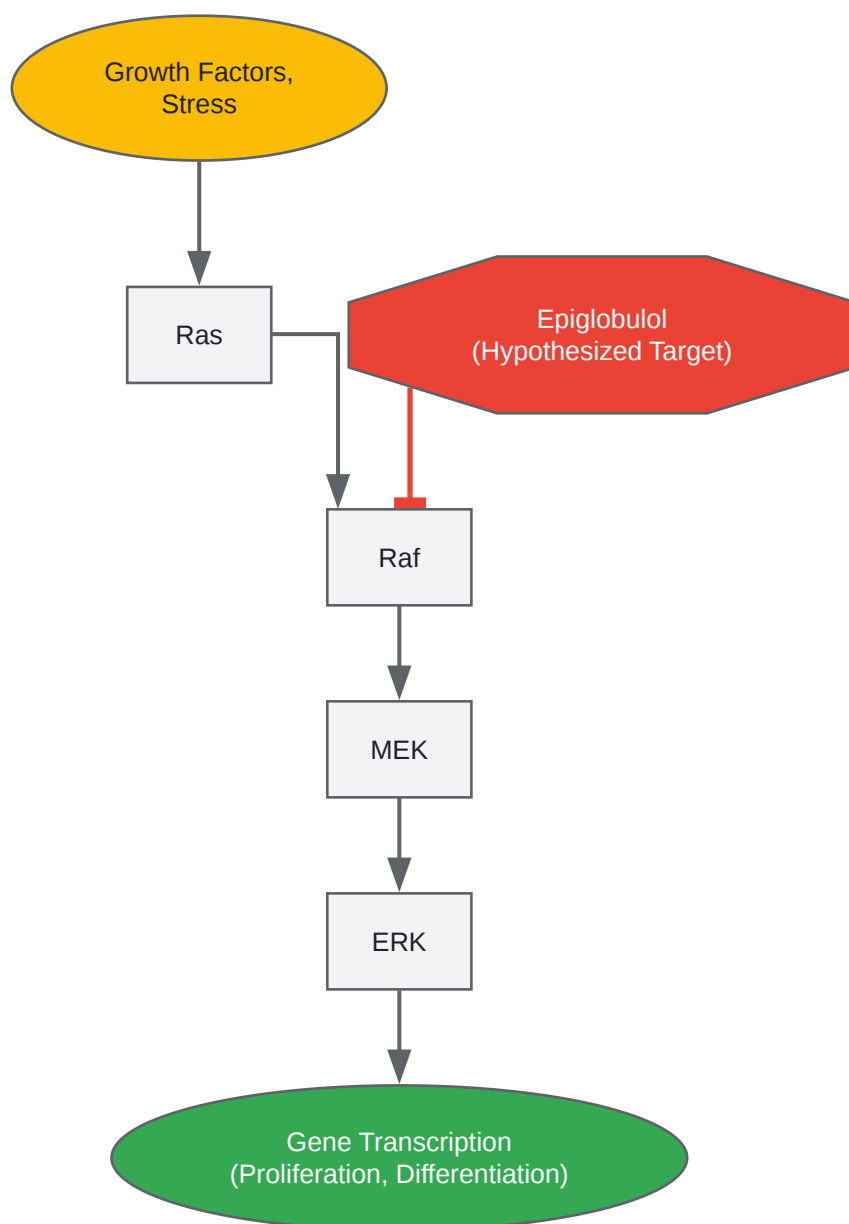 Growth Factors,
Stress
Ras
Epiglobulol
(Hypothesized Target)
Raf
MEK
ERK
Gene Transcription
(Proliferation, Differentiation)